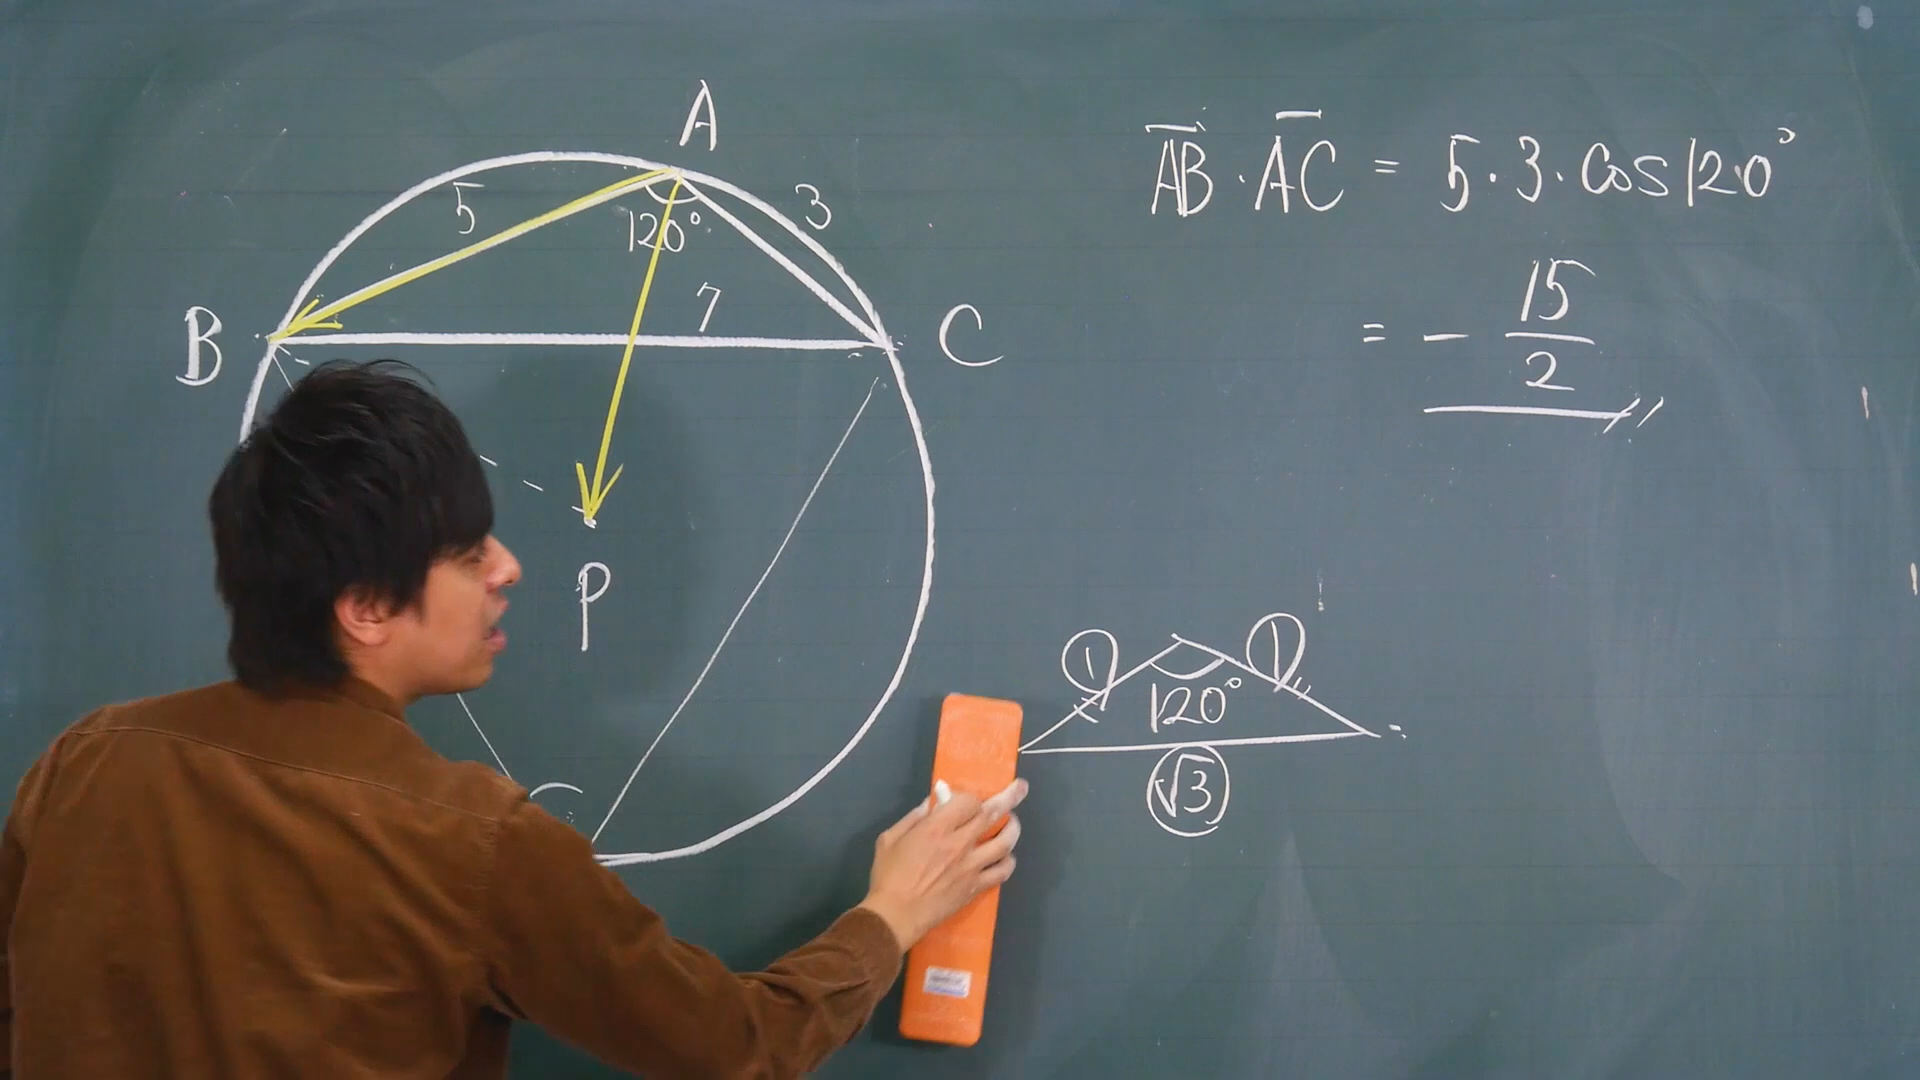 A
5
120°
3
7
B
C
P
AB · AC = 5 · 3 · cos120°
= - 15/2
① ①
120°
√3